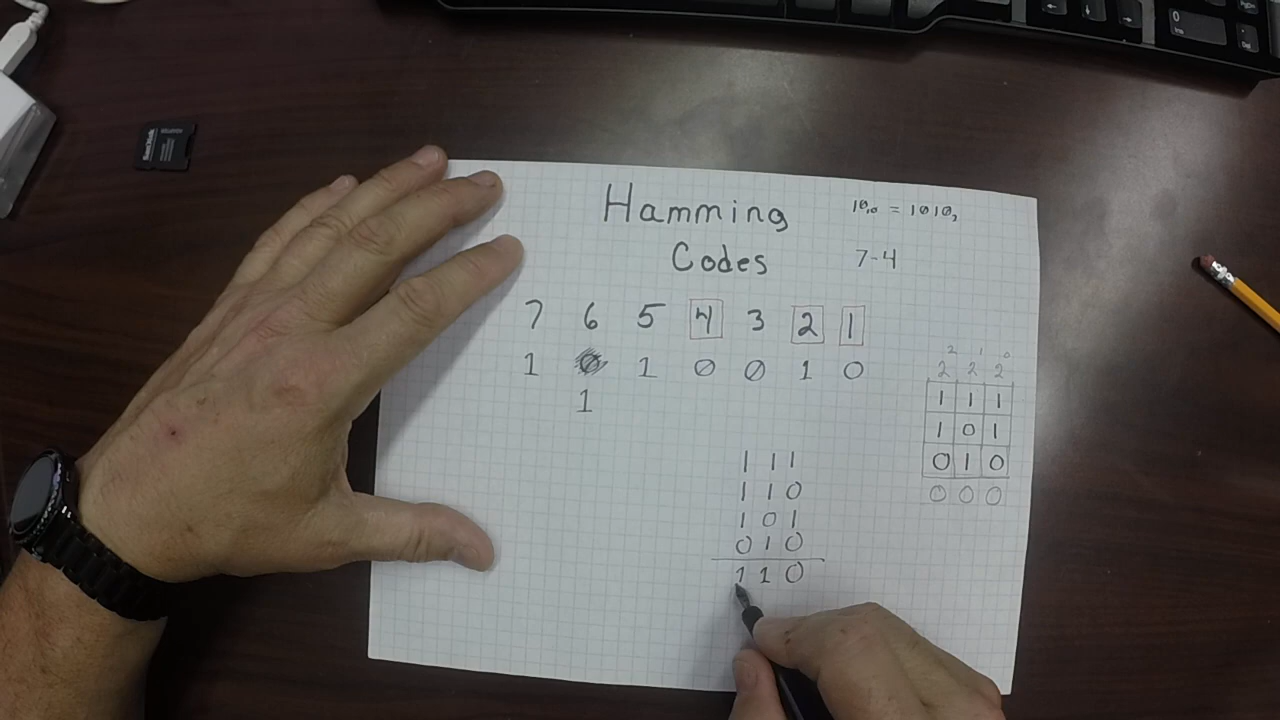 Hamming
Codes
10₁₀ = 1010₂
7-4
7 6 5 4 3 2 1
1 0 1 0 0 1 0
1
1 1 1
1 1 0
1 0 1
0 1 0
1 1 0
2² 2¹ 2⁰
1 1 1
1 0 1
0 1 0
0 0 0
SanDisk